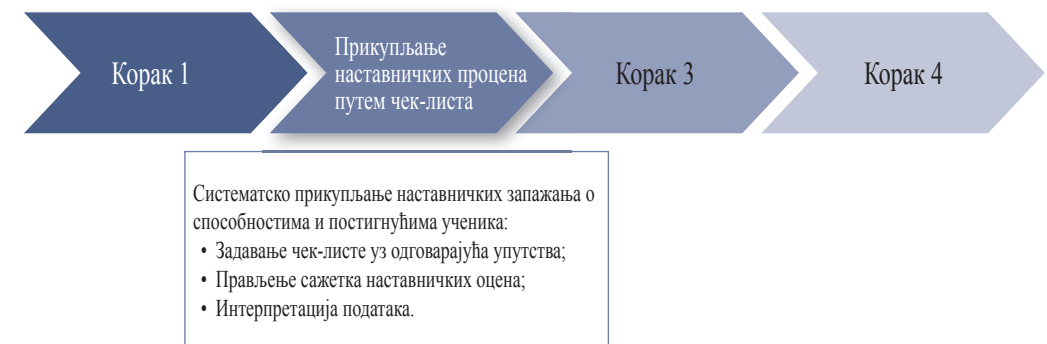 Корак 1
Прикупљање
наставничких процена
путем чек-листа
Корак 3
Корак 4
Систематско прикупљање наставничких запажања о
способностима и постигнућима ученика:
• Задавање чек-листе уз одговарајућа упутства;
• Прављење сажетка наставничких оцена;
• Интерпретација података.